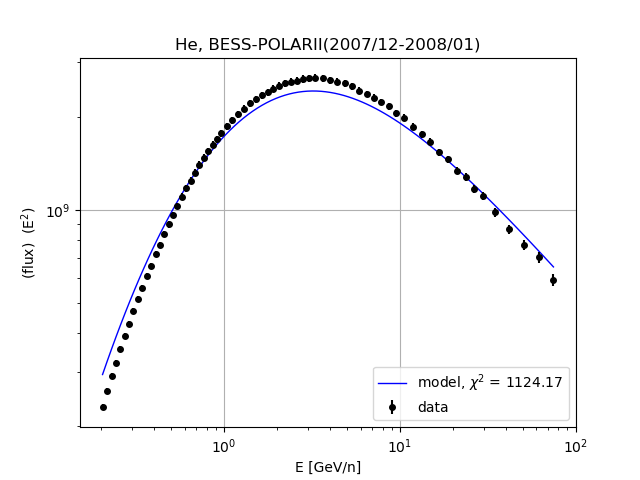 He, BESS-POLARII(2007/12-2008/01)
(flux) (E²)
10⁹
model, χ² = 1124.17
data
10⁰ 10¹ 10²
E [GeV/n]